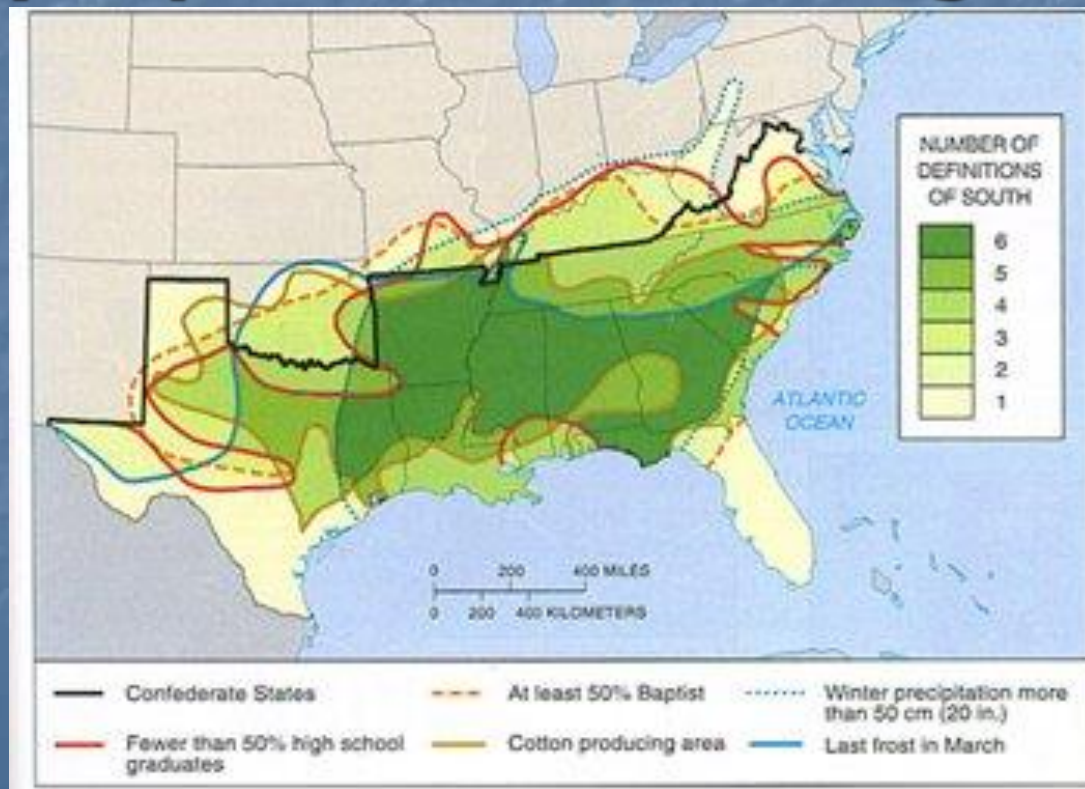 NUMBER OF
DEFINITIONS
OF SOUTH
6
5
4
3
2
1
ATLANTIC
OCEAN
0 200 400 MILES
0 200 400 KILOMETERS
Confederate States
At least 50% Baptist
Winter precipitation more
than 50 cm (20 in.)
Fewer than 50% high school
graduates
Cotton producing area
Last frost in March